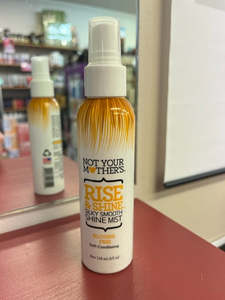 NOT YOUR
MOTHER'S
RISE
& SHINE
SILKY SMOOTH
SHINE MIST